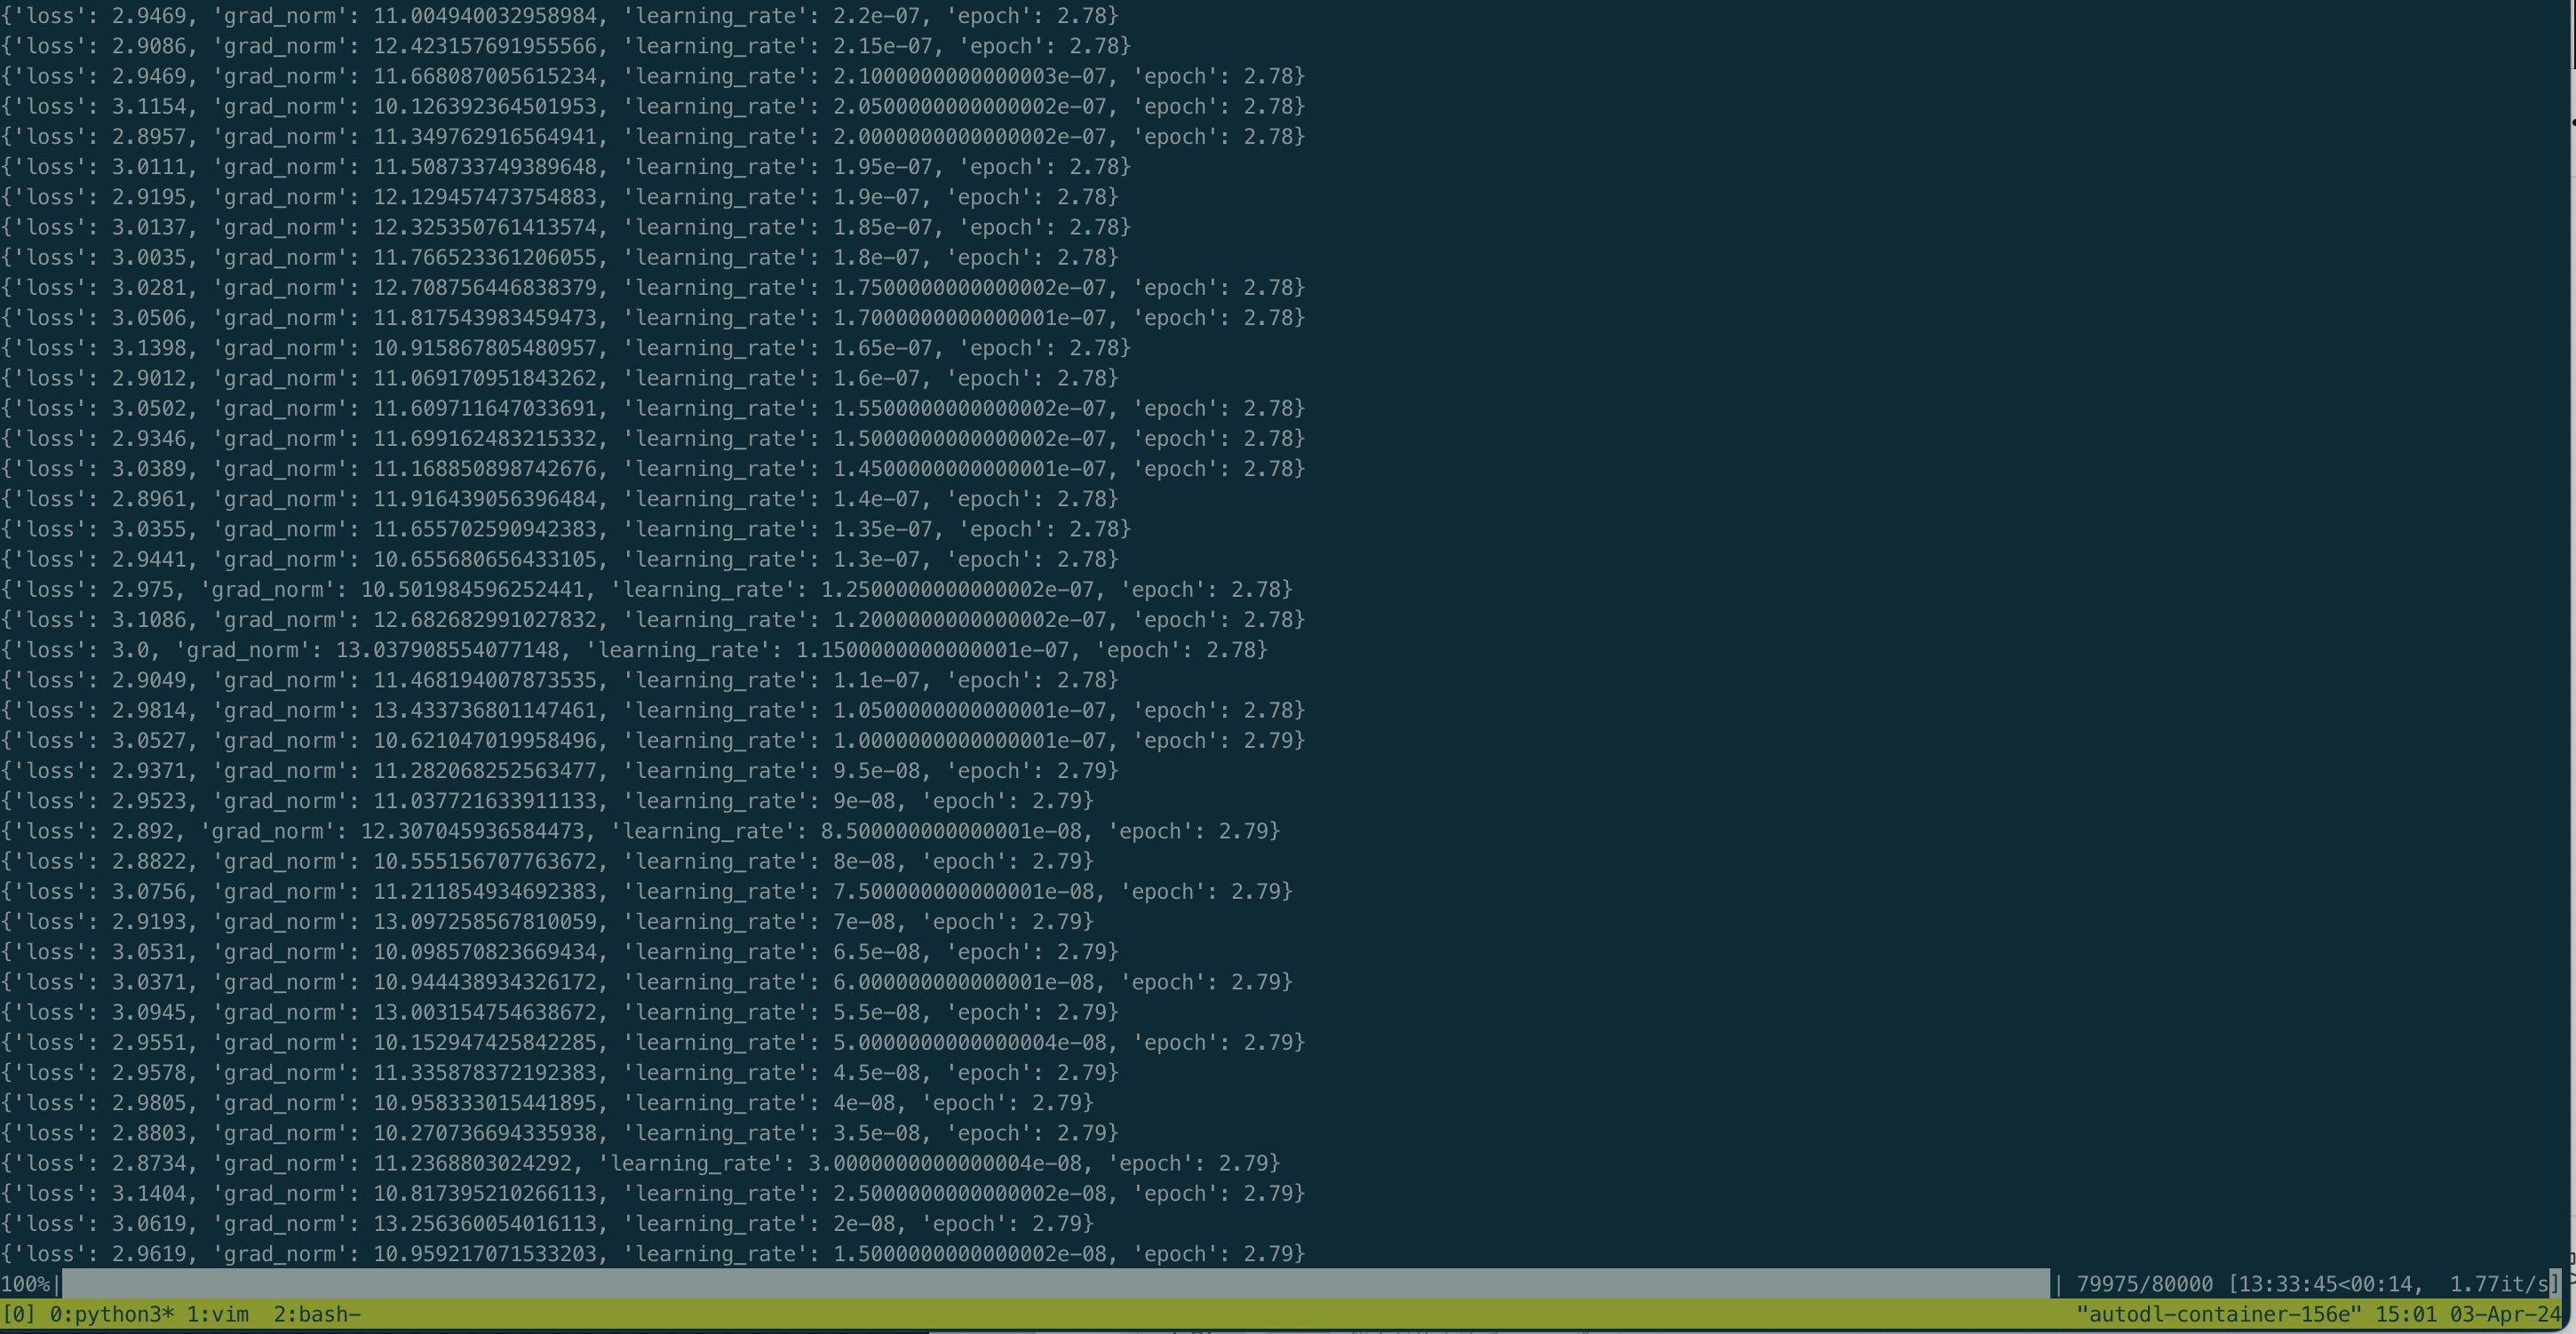 {'loss': 2.9469, 'grad_norm': 11.004940032958984, 'learning_rate': 2.2e-07, 'epoch': 2.78}
{'loss': 2.9086, 'grad_norm': 12.423157691955566, 'learning_rate': 2.15e-07, 'epoch': 2.78}
{'loss': 2.9469, 'grad_norm': 11.668087005615234, 'learning_rate': 2.1000000000000003e-07, 'epoch': 2.78}
{'loss': 3.1154, 'grad_norm': 10.126392364501953, 'learning_rate': 2.0500000000000002e-07, 'epoch': 2.78}
{'loss': 2.8957, 'grad_norm': 11.349762916564941, 'learning_rate': 2.0000000000000002e-07, 'epoch': 2.78}
{'loss': 3.0111, 'grad_norm': 11.508733749389648, 'learning_rate': 1.95e-07, 'epoch': 2.78}
{'loss': 2.9195, 'grad_norm': 12.129457473754883, 'learning_rate': 1.9e-07, 'epoch': 2.78}
{'loss': 3.0137, 'grad_norm': 12.325350761413574, 'learning_rate': 1.85e-07, 'epoch': 2.78}
{'loss': 3.0035, 'grad_norm': 11.766523361206055, 'learning_rate': 1.8e-07, 'epoch': 2.78}
{'loss': 3.0281, 'grad_norm': 12.708756446838379, 'learning_rate': 1.7500000000000002e-07, 'epoch': 2.78}
{'loss': 3.0506, 'grad_norm': 11.817543983459473, 'learning_rate': 1.7000000000000001e-07, 'epoch': 2.78}
{'loss': 3.1398, 'grad_norm': 10.915867805480957, 'learning_rate': 1.65e-07, 'epoch': 2.78}
{'loss': 2.9012, 'grad_norm': 11.069170951843262, 'learning_rate': 1.6e-07, 'epoch': 2.78}
{'loss': 3.0502, 'grad_norm': 11.609711647033691, 'learning_rate': 1.5500000000000002e-07, 'epoch': 2.78}
{'loss': 2.9346, 'grad_norm': 11.699162483215332, 'learning_rate': 1.5000000000000002e-07, 'epoch': 2.78}
{'loss': 3.0389, 'grad_norm': 11.168850898742676, 'learning_rate': 1.4500000000000001e-07, 'epoch': 2.78}
{'loss': 2.8961, 'grad_norm': 11.916439056396484, 'learning_rate': 1.4e-07, 'epoch': 2.78}
{'loss': 3.0355, 'grad_norm': 11.655702590942383, 'learning_rate': 1.35e-07, 'epoch': 2.78}
{'loss': 2.9441, 'grad_norm': 10.655680656433105, 'learning_rate': 1.3e-07, 'epoch': 2.78}
{'loss': 2.975, 'grad_norm': 10.501984596252441, 'learning_rate': 1.2500000000000002e-07, 'epoch': 2.78}
{'loss': 3.1086, 'grad_norm': 12.682682991027832, 'learning_rate': 1.2000000000000002e-07, 'epoch': 2.78}
{'loss': 3.0, 'grad_norm': 13.037908554077148, 'learning_rate': 1.1500000000000001e-07, 'epoch': 2.78}
{'loss': 2.9049, 'grad_norm': 11.468194007873535, 'learning_rate': 1.1e-07, 'epoch': 2.78}
{'loss': 2.9814, 'grad_norm': 13.433736801147461, 'learning_rate': 1.0500000000000001e-07, 'epoch': 2.78}
{'loss': 3.0527, 'grad_norm': 10.621047019958496, 'learning_rate': 1.0000000000000001e-07, 'epoch': 2.79}
{'loss': 2.9371, 'grad_norm': 11.282068252563477, 'learning_rate': 9.5e-08, 'epoch': 2.79}
{'loss': 2.9523, 'grad_norm': 11.037721633911133, 'learning_rate': 9e-08, 'epoch': 2.79}
{'loss': 2.892, 'grad_norm': 12.307045936584473, 'learning_rate': 8.500000000000001e-08, 'epoch': 2.79}
{'loss': 2.8822, 'grad_norm': 10.555156707763672, 'learning_rate': 8e-08, 'epoch': 2.79}
{'loss': 3.0756, 'grad_norm': 11.211854934692383, 'learning_rate': 7.500000000000001e-08, 'epoch': 2.79}
{'loss': 2.9193, 'grad_norm': 13.097258567810059, 'learning_rate': 7e-08, 'epoch': 2.79}
{'loss': 3.0531, 'grad_norm': 10.098570823669434, 'learning_rate': 6.5e-08, 'epoch': 2.79}
{'loss': 3.0371, 'grad_norm': 10.944438934326172, 'learning_rate': 6.000000000000001e-08, 'epoch': 2.79}
{'loss': 3.0945, 'grad_norm': 13.003154754638672, 'learning_rate': 5.5e-08, 'epoch': 2.79}
{'loss': 2.9551, 'grad_norm': 10.152947425842285, 'learning_rate': 5.0000000000000004e-08, 'epoch': 2.79}
{'loss': 2.9578, 'grad_norm': 11.335878372192383, 'learning_rate': 4.5e-08, 'epoch': 2.79}
{'loss': 2.9805, 'grad_norm': 10.958333015441895, 'learning_rate': 4e-08, 'epoch': 2.79}
{'loss': 2.8803, 'grad_norm': 10.270736694335938, 'learning_rate': 3.5e-08, 'epoch': 2.79}
{'loss': 2.8734, 'grad_norm': 11.2368803024292, 'learning_rate': 3.0000000000000004e-08, 'epoch': 2.79}
{'loss': 3.1404, 'grad_norm': 10.817395210266113, 'learning_rate': 2.5000000000000002e-08, 'epoch': 2.79}
{'loss': 3.0619, 'grad_norm': 13.256360054016113, 'learning_rate': 2e-08, 'epoch': 2.79}
{'loss': 2.9619, 'grad_norm': 10.959217071533203, 'learning_rate': 1.5000000000000002e-08, 'epoch': 2.79}
100%| | 79975/80000 [13:33:45<00:14, 1.77it/s]
[0] 0:python3* 1:vim 2:bash- "autodl-container-156e" 15:01 03-Apr-24